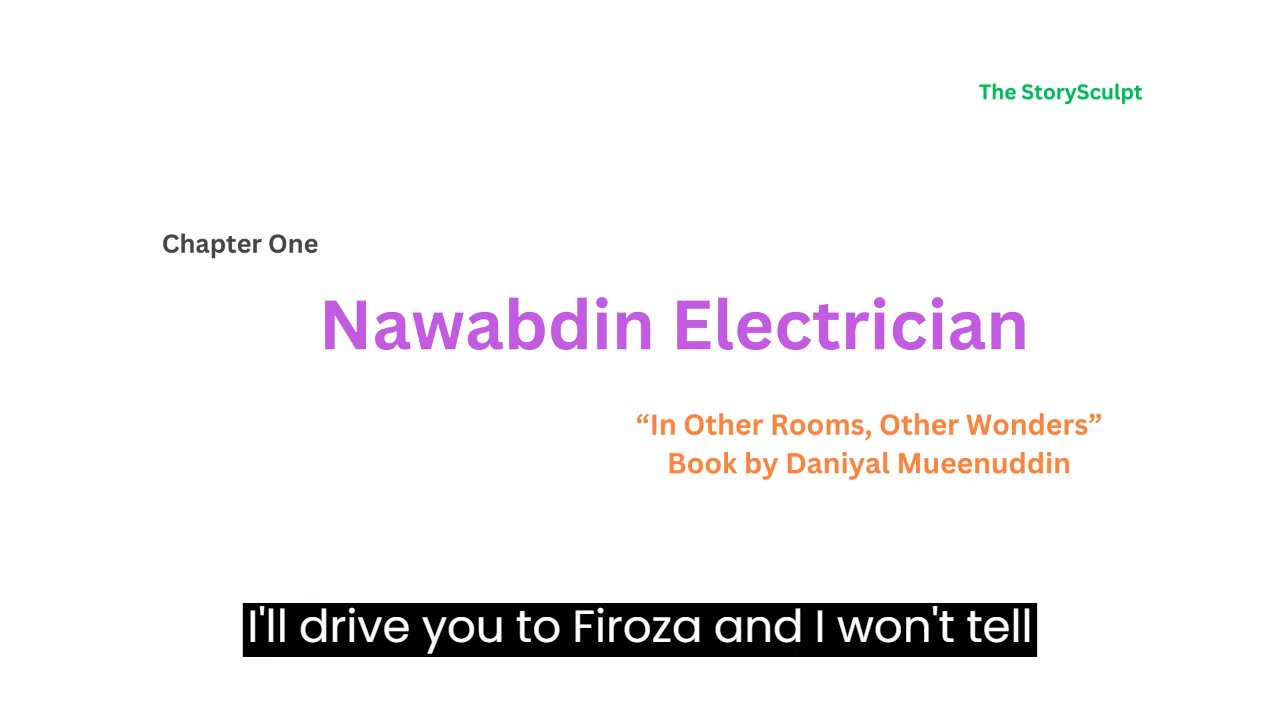 The StorySculpt
Chapter One
Nawabdin Electrician
“In Other Rooms, Other Wonders”
Book by Daniyal Mueenuddin
I'll drive you to Firoza and I won't tell